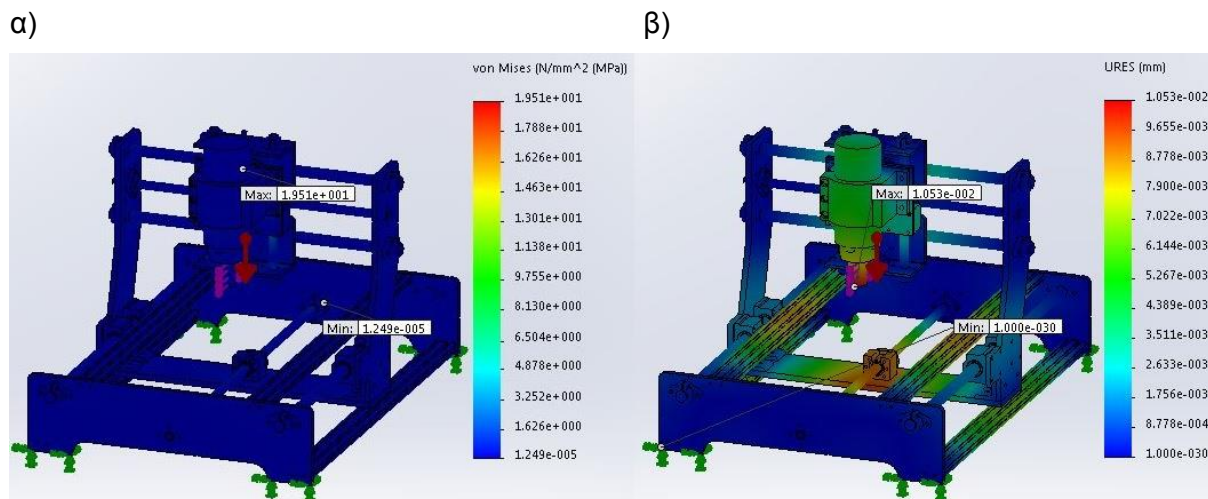 α)
β)
von Mises (N/mm^2 (MPa))
1.951e+001
1.788e+001
1.626e+001
1.463e+001
1.301e+001
1.138e+001
9.755e+000
8.130e+000
6.504e+000
4.878e+000
3.252e+000
1.626e+000
1.249e-005
Max: 1.951e+001
Min: 1.249e-005
URES (mm)
1.053e-002
9.655e-003
8.778e-003
7.900e-003
7.022e-003
6.144e-003
5.267e-003
4.389e-003
3.511e-003
2.633e-003
1.756e-003
8.778e-004
1.000e-030
Max: 1.053e-002
Min: 1.000e-030